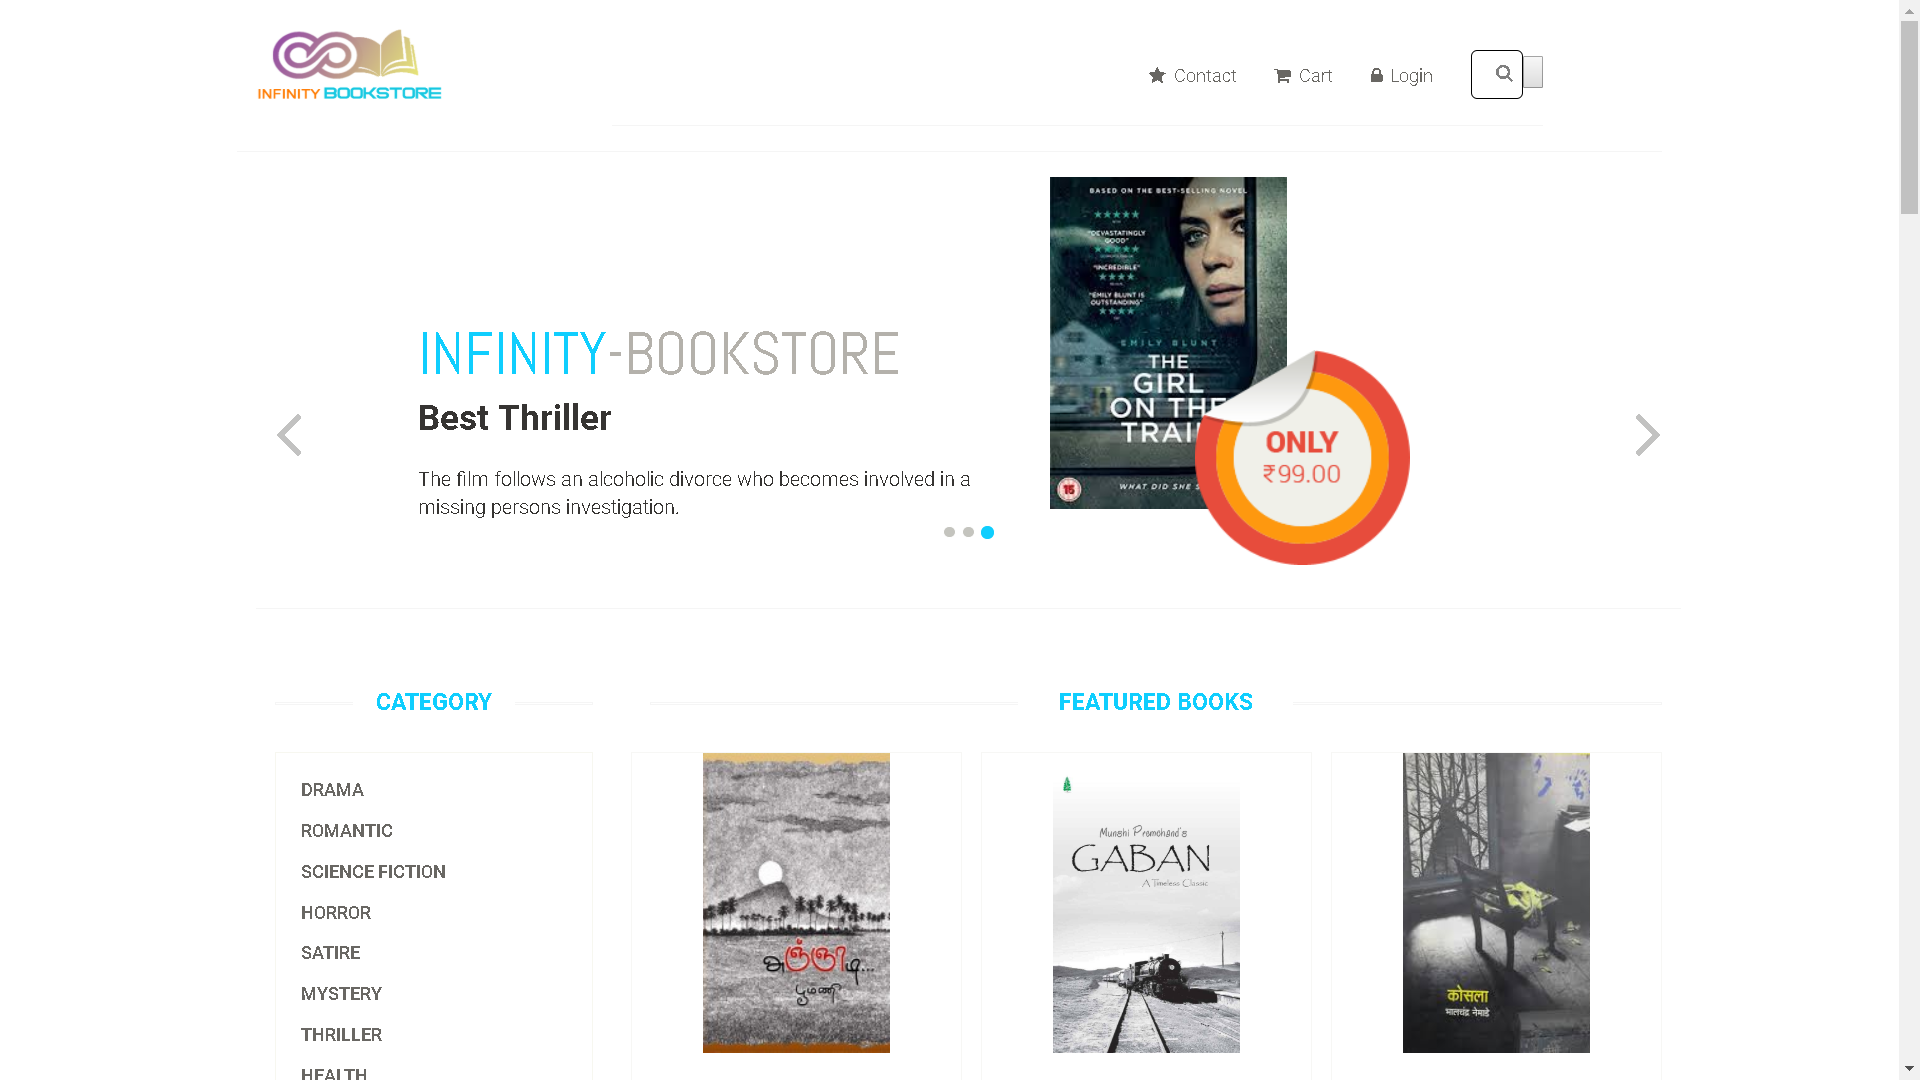 INFINITY BOOKSTORE
Contact
Cart
Login
BASED ON THE BEST-SELLING NOVEL
"DEVASTATINGLY
GOOD"
"INCREDIBLE"
"EMILY BLUNT IS
OUTSTANDING"
EMILY BLUNT
THE
GIRL
ON THE
TRAI
15
WHAT DID SHE S
ONLY
₹99.00
INFINITY-BOOKSTORE
Best Thriller
The film follows an alcoholic divorce who becomes involved in a
missing persons investigation.
CATEGORY
FEATURED BOOKS
DRAMA
ROMANTIC
SCIENCE FICTION
HORROR
SATIRE
MYSTERY
THRILLER
HEALTH
அஞ்ஞாடி...
பூமணி
Munshi Premchand's
GABAN
A Timeless Classic
कोसला
भालचंद्र नेमाडे